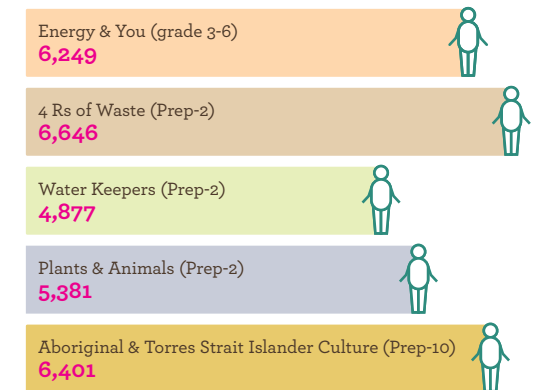 Energy & You (grade 3-6)
6,249
4 Rs of Waste (Prep-2)
6,646
Water Keepers (Prep-2)
4,877
Plants & Animals (Prep-2)
5,381
Aboriginal & Torres Strait Islander Culture (Prep-10)
6,401